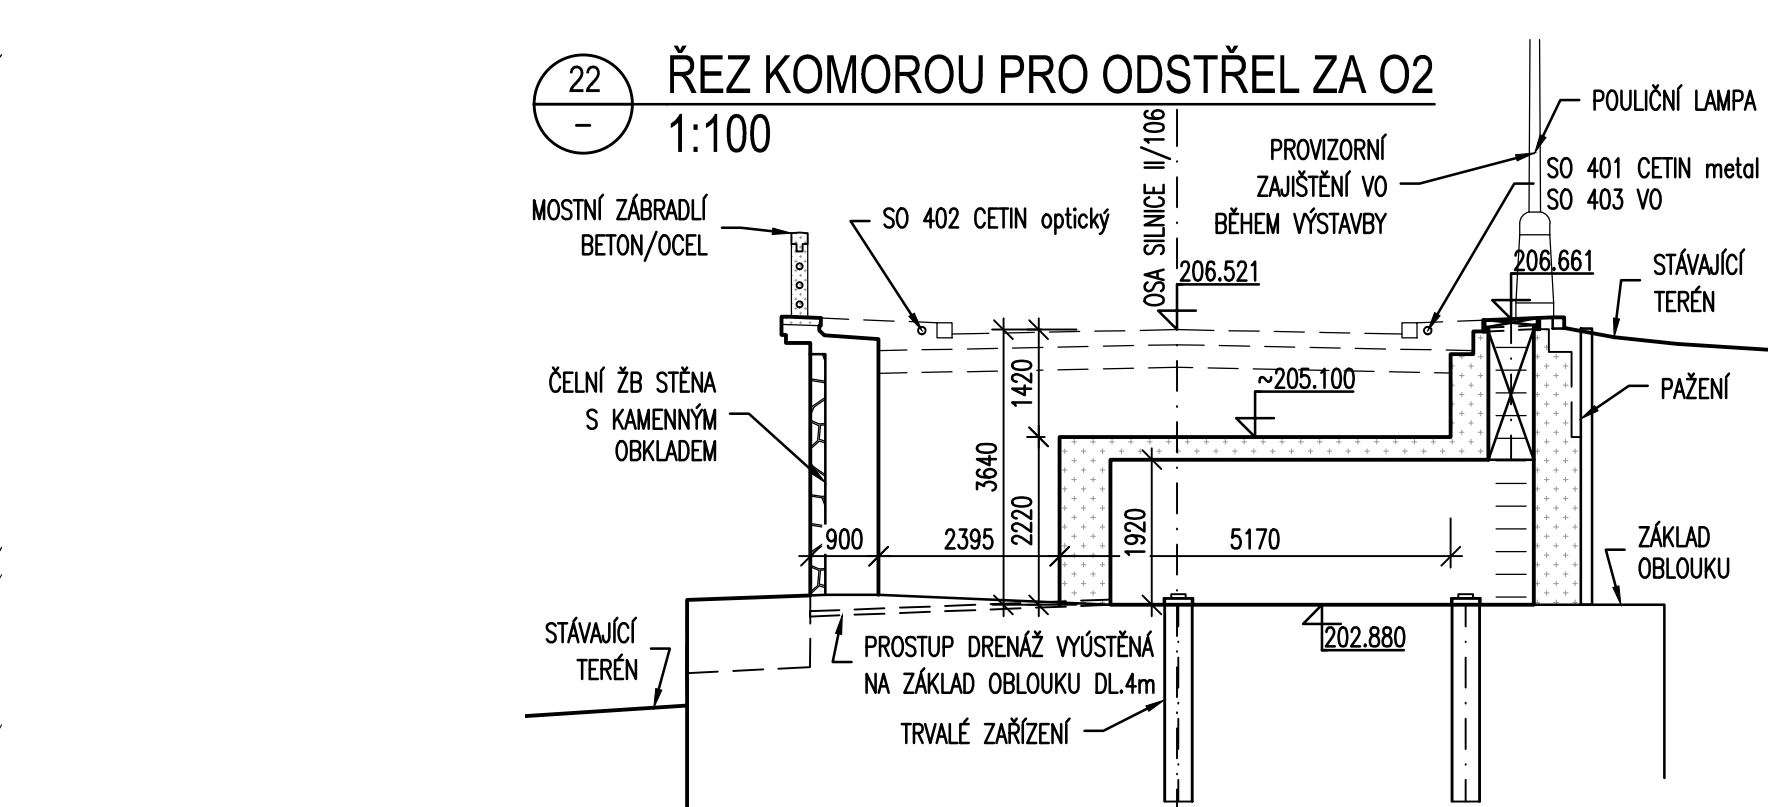 22
ŘEZ KOMOROU PRO ODSTŘEL ZA O2
–
1:100
OSA SILNICE II/106
POULIČNÍ LAMPA
PROVIZORNÍ
ZAJIŠTĚNÍ VO
BĚHEM VÝSTAVBY
SO 401 CETIN metal
SO 403 VO
MOSTNÍ ZÁBRADLÍ
BETON/OCEL
SO 402 CETIN optický
206.521
206.661
STÁVAJÍCÍ
TERÉN
ČELNÍ ŽB STĚNA
S KAMENNÝM
OBKLADEM
1420
~205.100
PAŽENÍ
3640
2220
1920
900
2395
5170
ZÁKLAD
OBLOUKU
STÁVAJÍCÍ
TERÉN
PROSTUP DRENÁŽ VYÚSTĚNÁ
NA ZÁKLAD OBLOUKU DL.4m
202.880
TRVALÉ ZAŘÍZENÍ